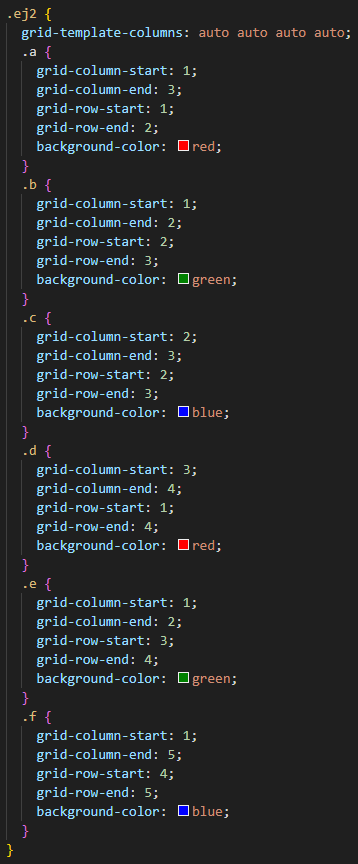 .ej2 {
  grid-template-columns: auto auto auto auto;
  .a {
    grid-column-start: 1;
    grid-column-end: 3;
    grid-row-start: 1;
    grid-row-end: 2;
    background-color: red;
  }
  .b {
    grid-column-start: 1;
    grid-column-end: 2;
    grid-row-start: 2;
    grid-row-end: 3;
    background-color: green;
  }
  .c {
    grid-column-start: 2;
    grid-column-end: 3;
    grid-row-start: 2;
    grid-row-end: 3;
    background-color: blue;
  }
  .d {
    grid-column-start: 3;
    grid-column-end: 4;
    grid-row-start: 1;
    grid-row-end: 4;
    background-color: red;
  }
  .e {
    grid-column-start: 1;
    grid-column-end: 2;
    grid-row-start: 3;
    grid-row-end: 4;
    background-color: green;
  }
  .f {
    grid-column-start: 1;
    grid-column-end: 5;
    grid-row-start: 4;
    grid-row-end: 5;
    background-color: blue;
  }
}